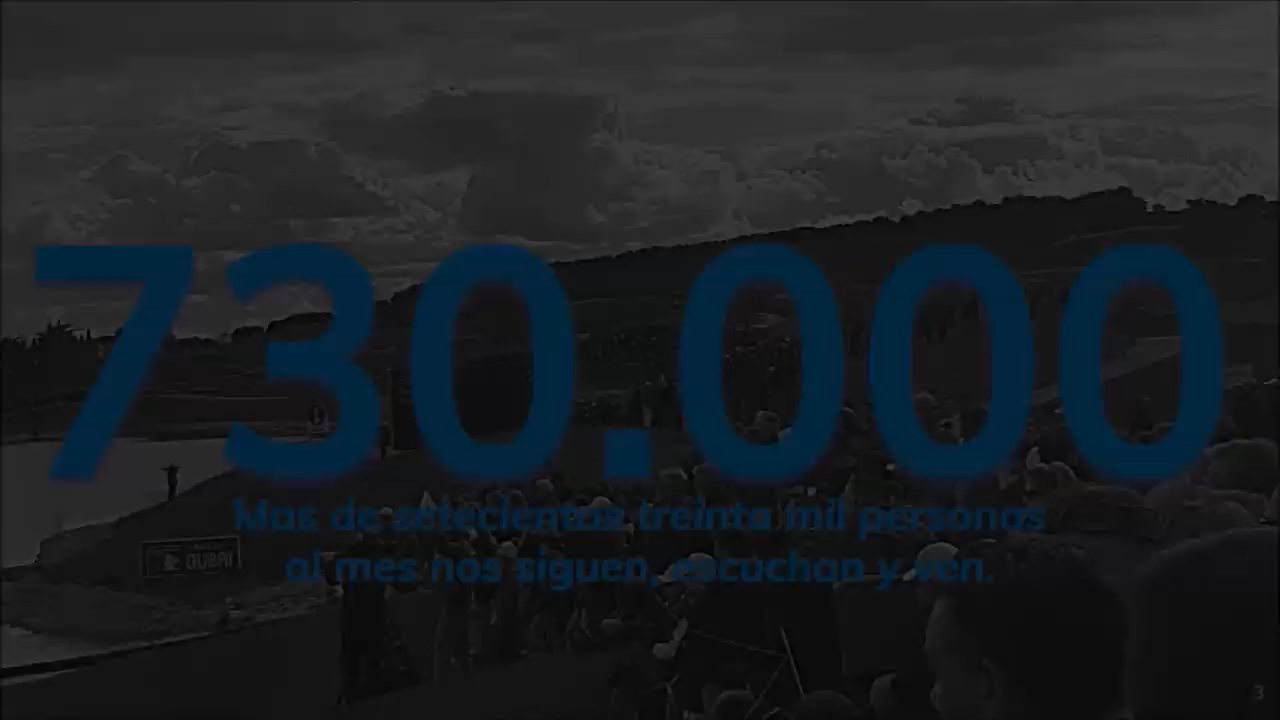 730.000
Mas de setecientas treinta mil personas
al mes nos siguen, escuchan y ven.
DUBAI
3